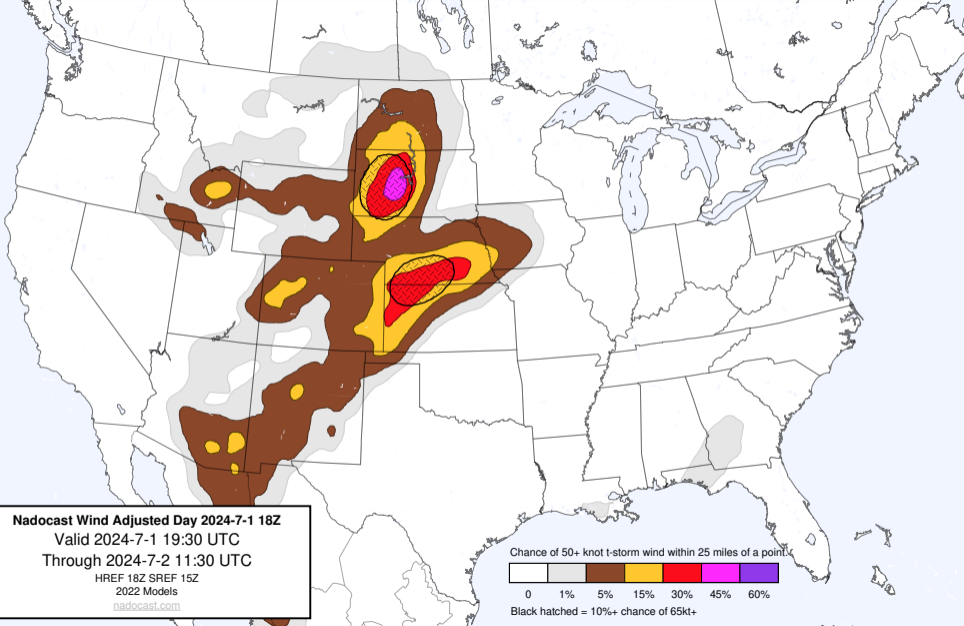 Nadocast Wind Adjusted Day 2024-7-1 18Z
Valid 2024-7-1 19:30 UTC
Through 2024-7-2 11:30 UTC
HREF 18Z SREF 15Z
2022 Models
nadocast.com
Chance of 50+ knot t-storm wind within 25 miles of a point.
0 1% 5% 15% 30% 45% 60%
Black hatched = 10%+ chance of 65kt+